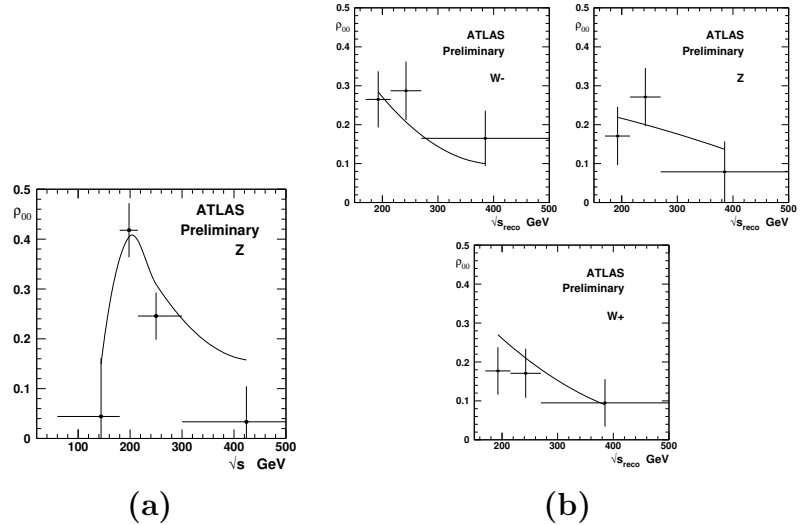 0.5
ρ00
0.4
0.3
0.2
0.1
0
ATLAS
Preliminary
W-
200 300 400 500
√s_reco GeV
0.5
ρ00
0.4
0.3
0.2
0.1
0
ATLAS
Preliminary
Z
200 300 400 500
√s_reco GeV
0.5
ρ00
0.4
0.3
0.2
0.1
0
ATLAS
Preliminary
Z
100 200 300 400 500
√s GeV
0.5
ρ00
0.4
0.3
0.2
0.1
0
ATLAS
Preliminary
W+
200 300 400 500
√s_reco GeV
(a)
(b)